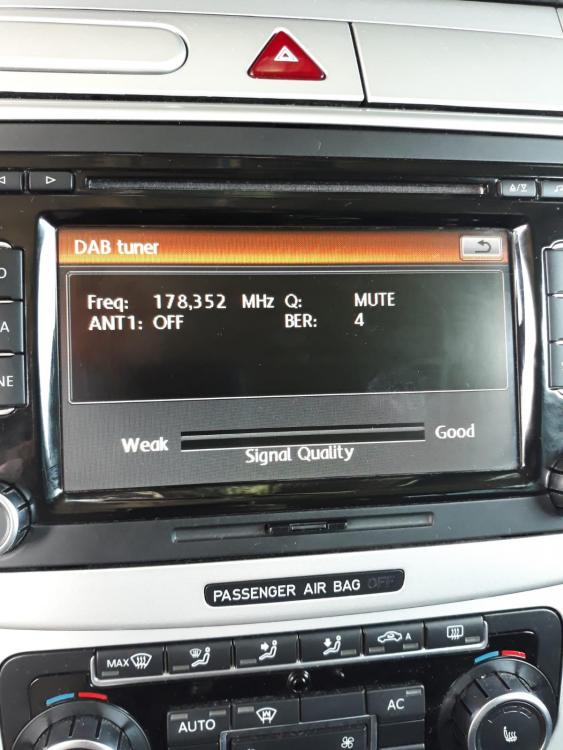 DAB tuner
Freq: 178,352 MHz Q: MUTE
ANT1: OFF BER: 4
Weak Good
Signal Quality
PASSENGER AIR BAG OFF
MAX
A
AUTO
AC